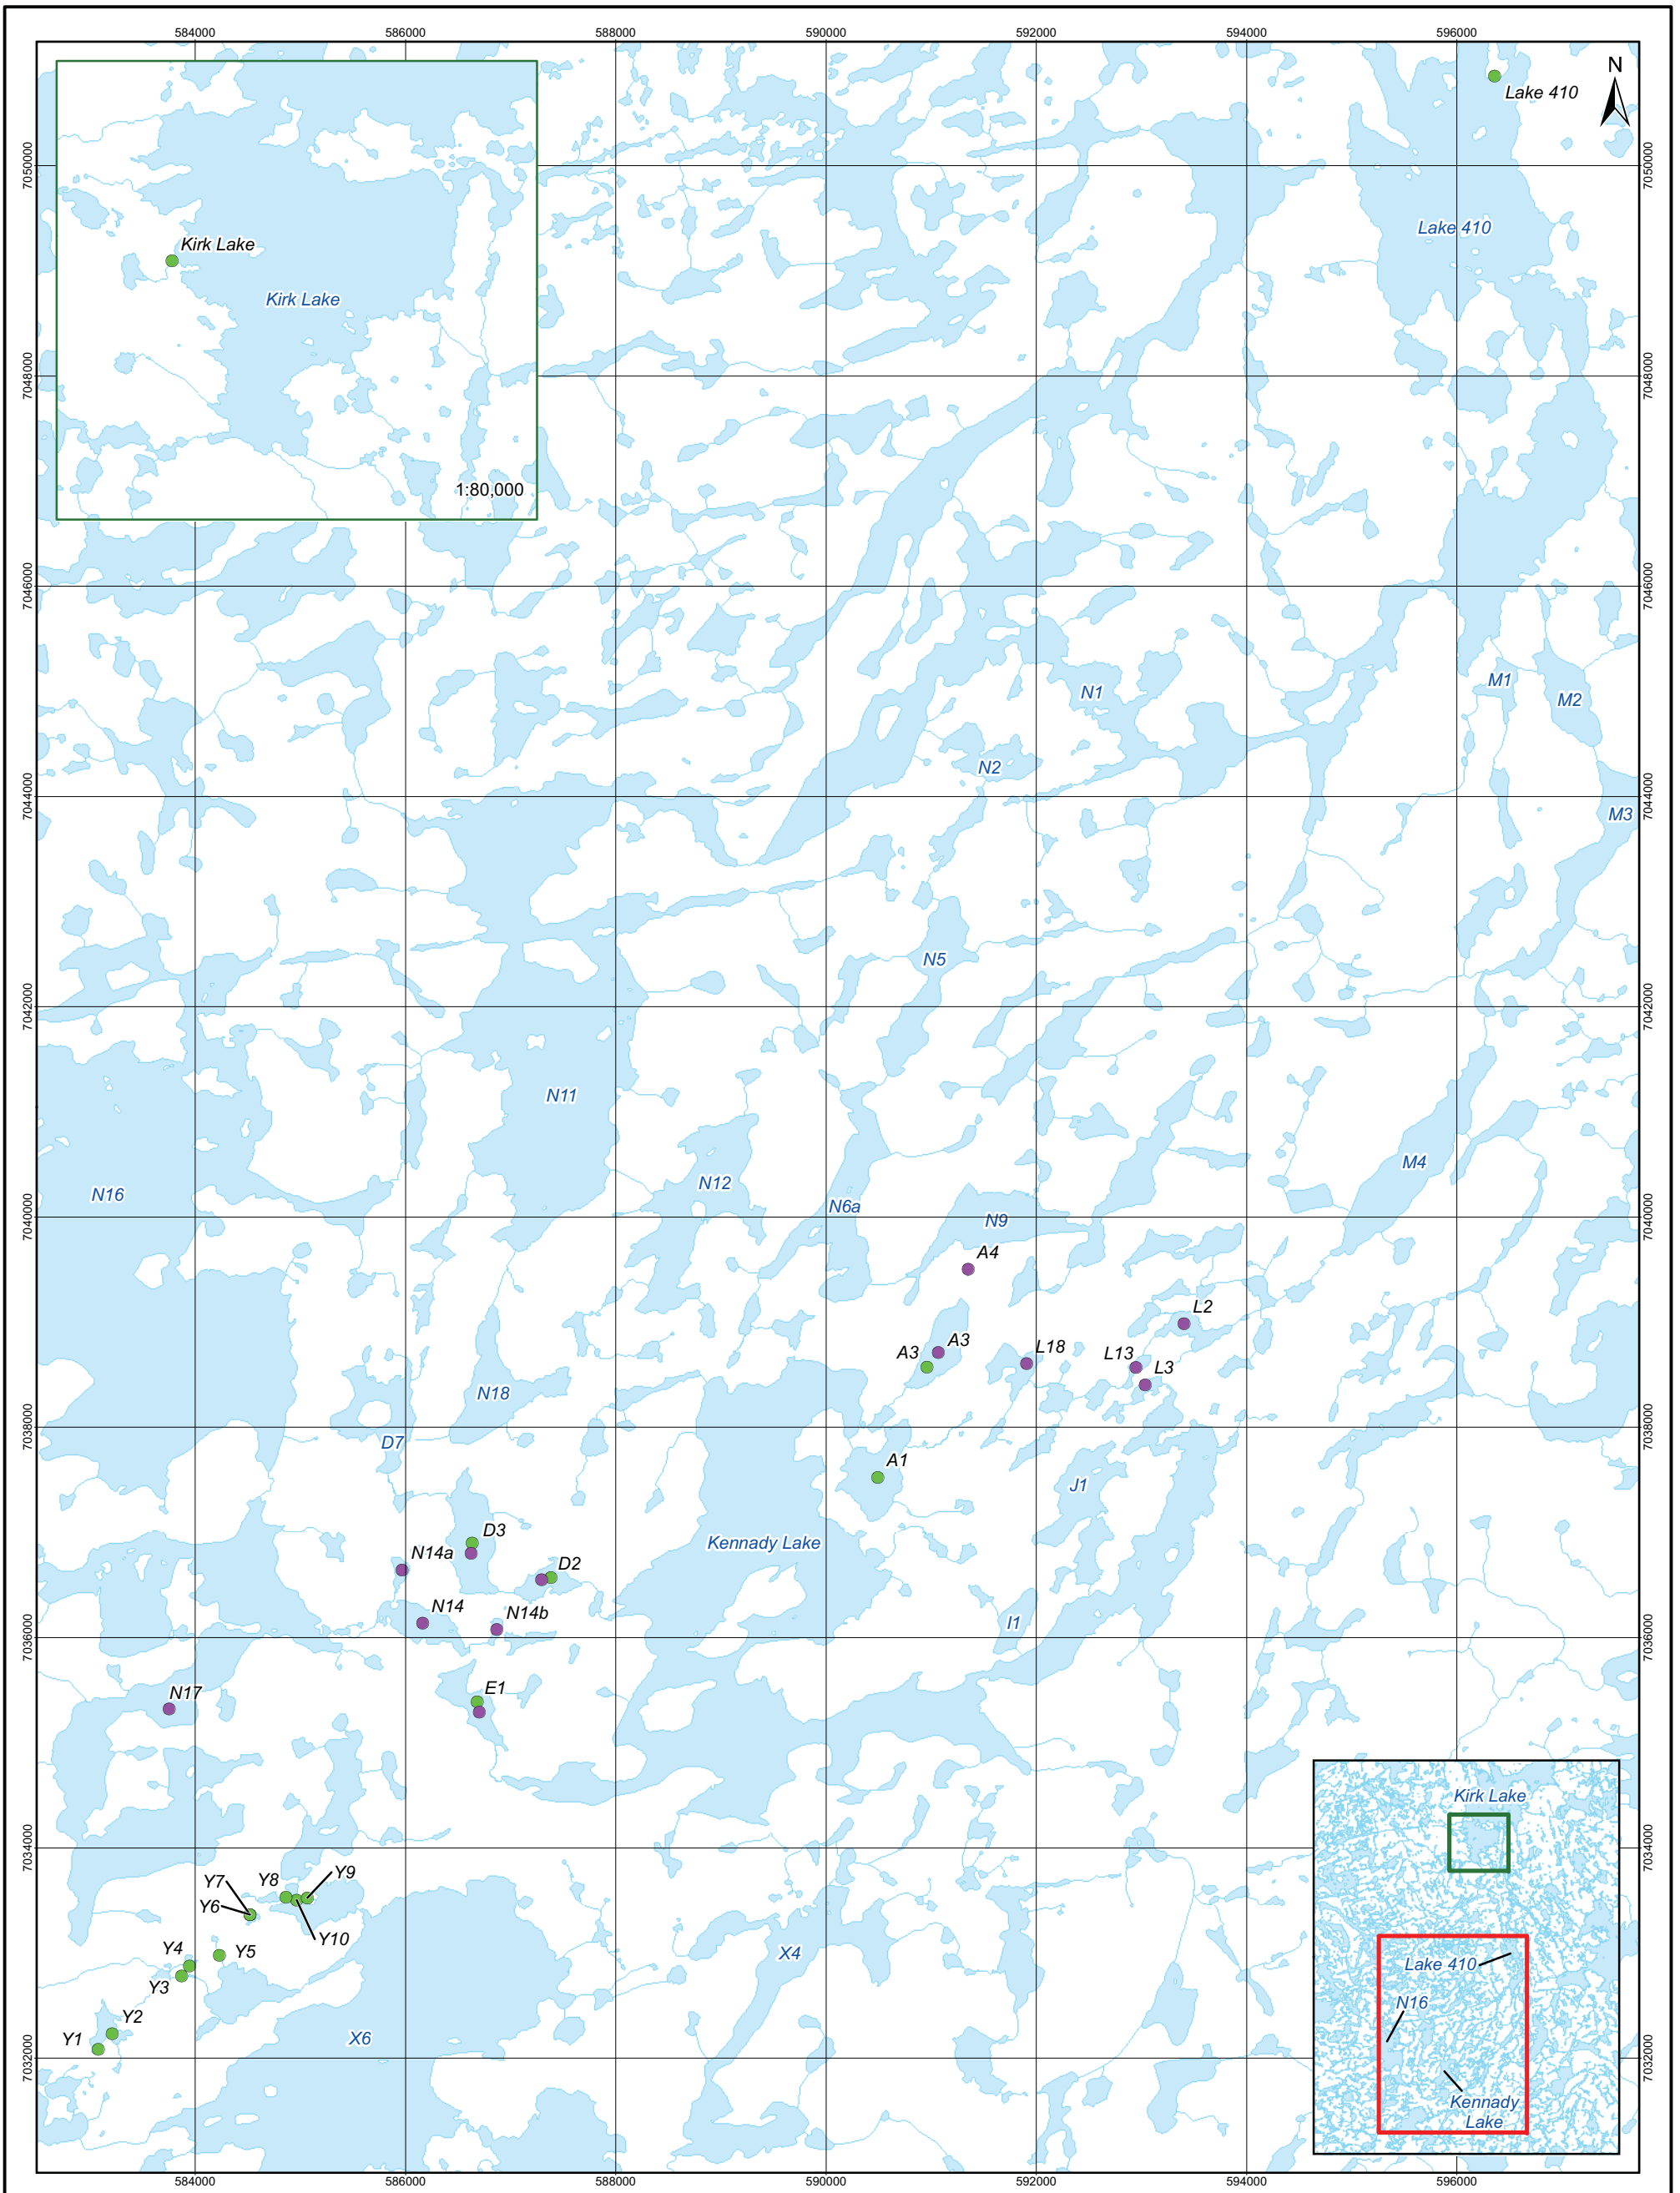 584000 586000 588000 590000 592000 594000 596000
N
Lake 410
7050000 7050000
Kirk Lake
Lake 410
Kirk Lake
7048000 7048000
1:80,000
7046000 7046000
N1
M1
M2
N2
7044000 7044000
M3
N5
7042000 7042000
N11
M4
N12
N16
N6a
7040000 7040000
N9
A4
L2
A3
A3
L18
L13
L3
N18
7038000 7038000
D7
A1
J1
D3
Kennady Lake
N14a
D2
N14
N14b
I1
7036000 7036000
E1
N17
Kirk Lake
7034000 7034000
Y9
Y8
Y7
Y6
Y10
Y5
Y4
X4
Lake 410
Y3
N16
Y2
Y1
X6
7032000 7032000
Kennady
Lake
584000 586000 588000 590000 592000 594000 596000